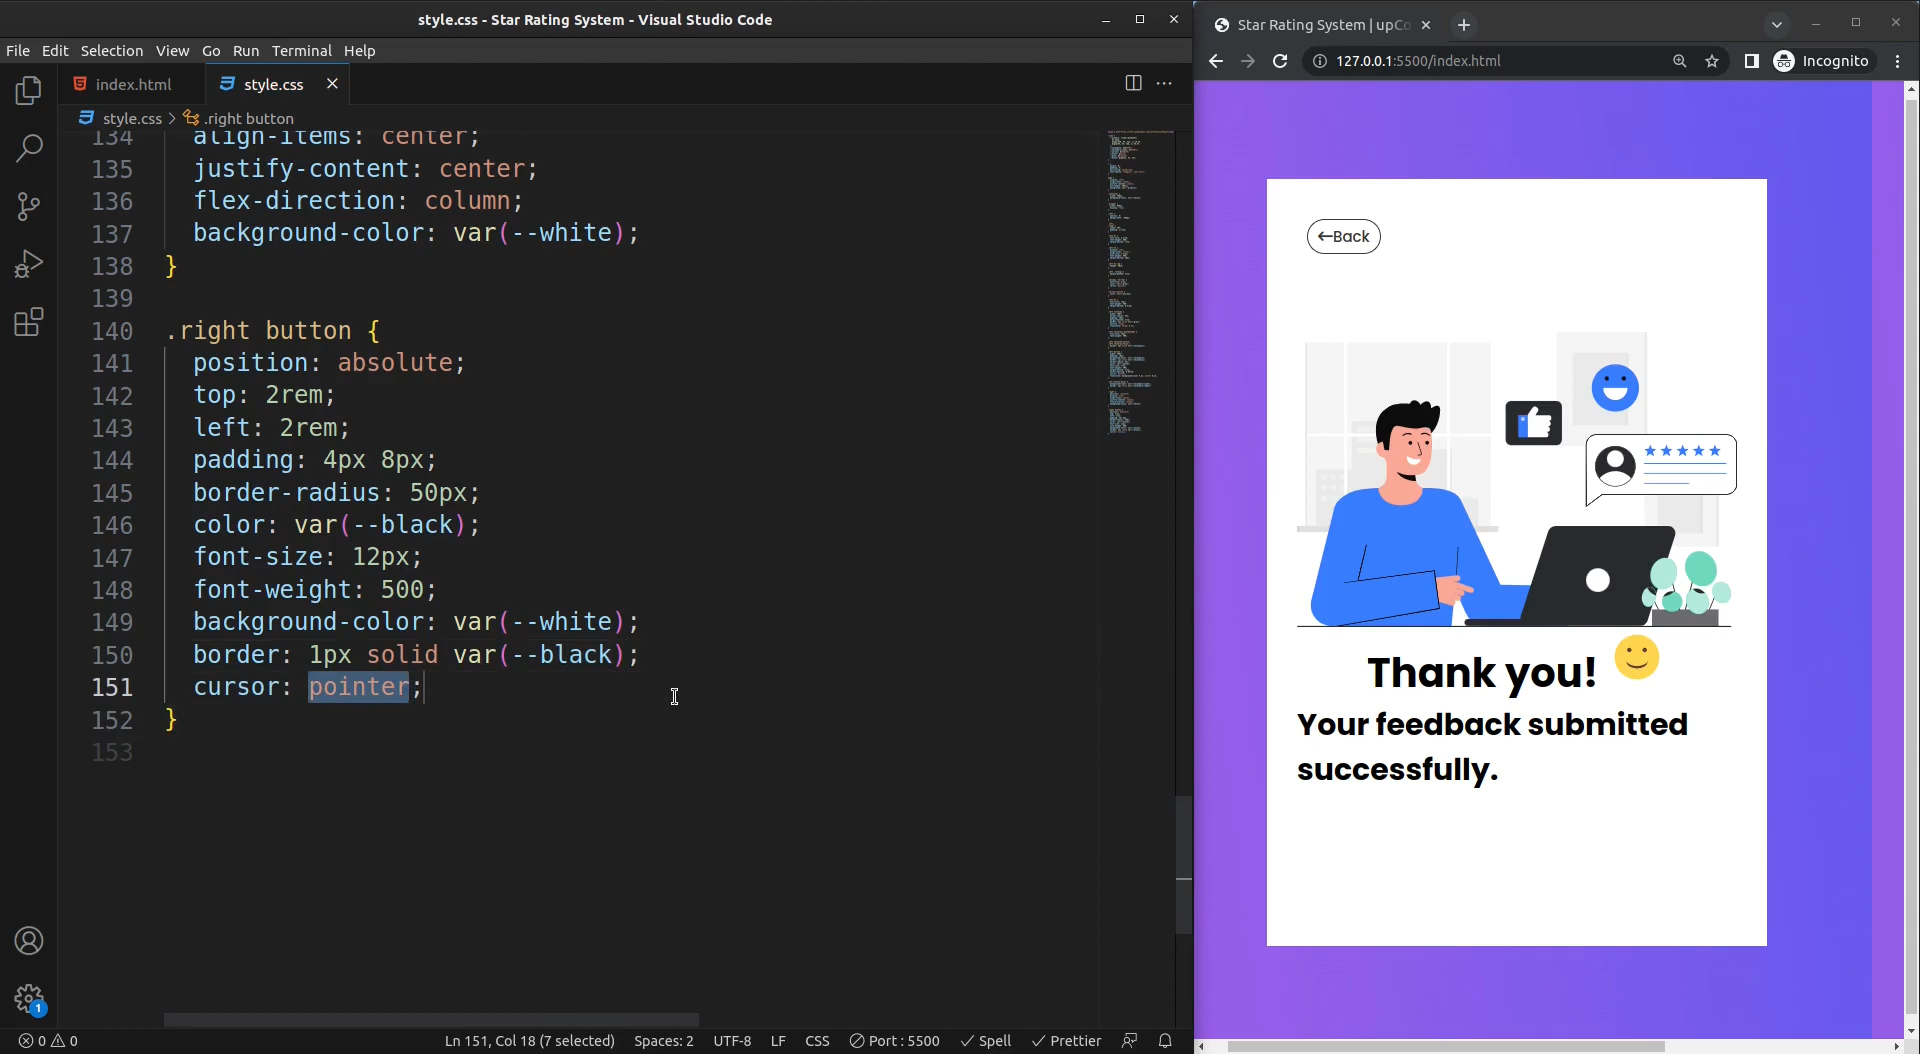 style.css - Star Rating System - Visual Studio Code
File Edit Selection View Go Run Terminal Help
index.html
style.css
style.css > .right button
134 align-items: center;
135 justify-content: center;
136 flex-direction: column;
137 background-color: var(--white);
138 }
139
140 .right button {
141 position: absolute;
142 top: 2rem;
143 left: 2rem;
144 padding: 4px 8px;
145 border-radius: 50px;
146 color: var(--black);
147 font-size: 12px;
148 font-weight: 500;
149 background-color: var(--white);
150 border: 1px solid var(--black);
151 cursor: pointer;
152 }
153
1
0 0
Ln 151, Col 18 (7 selected) Spaces: 2 UTF-8 LF CSS Port : 5500 Spell Prettier
Star Rating System | upCo
127.0.0.1:5500/index.html
Incognito
←Back
Thank you!
Your feedback submitted
successfully.